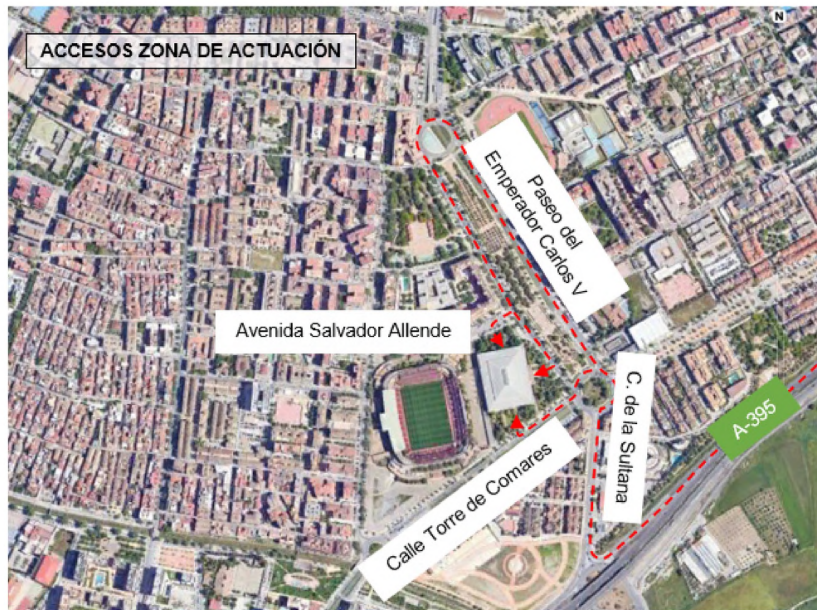 ACCESOS ZONA DE ACTUACIÓN
N
Paseo del
Emperador Carlos V
Avenida Salvador Allende
C. de la Sultana
A-395
Calle Torre de Comares